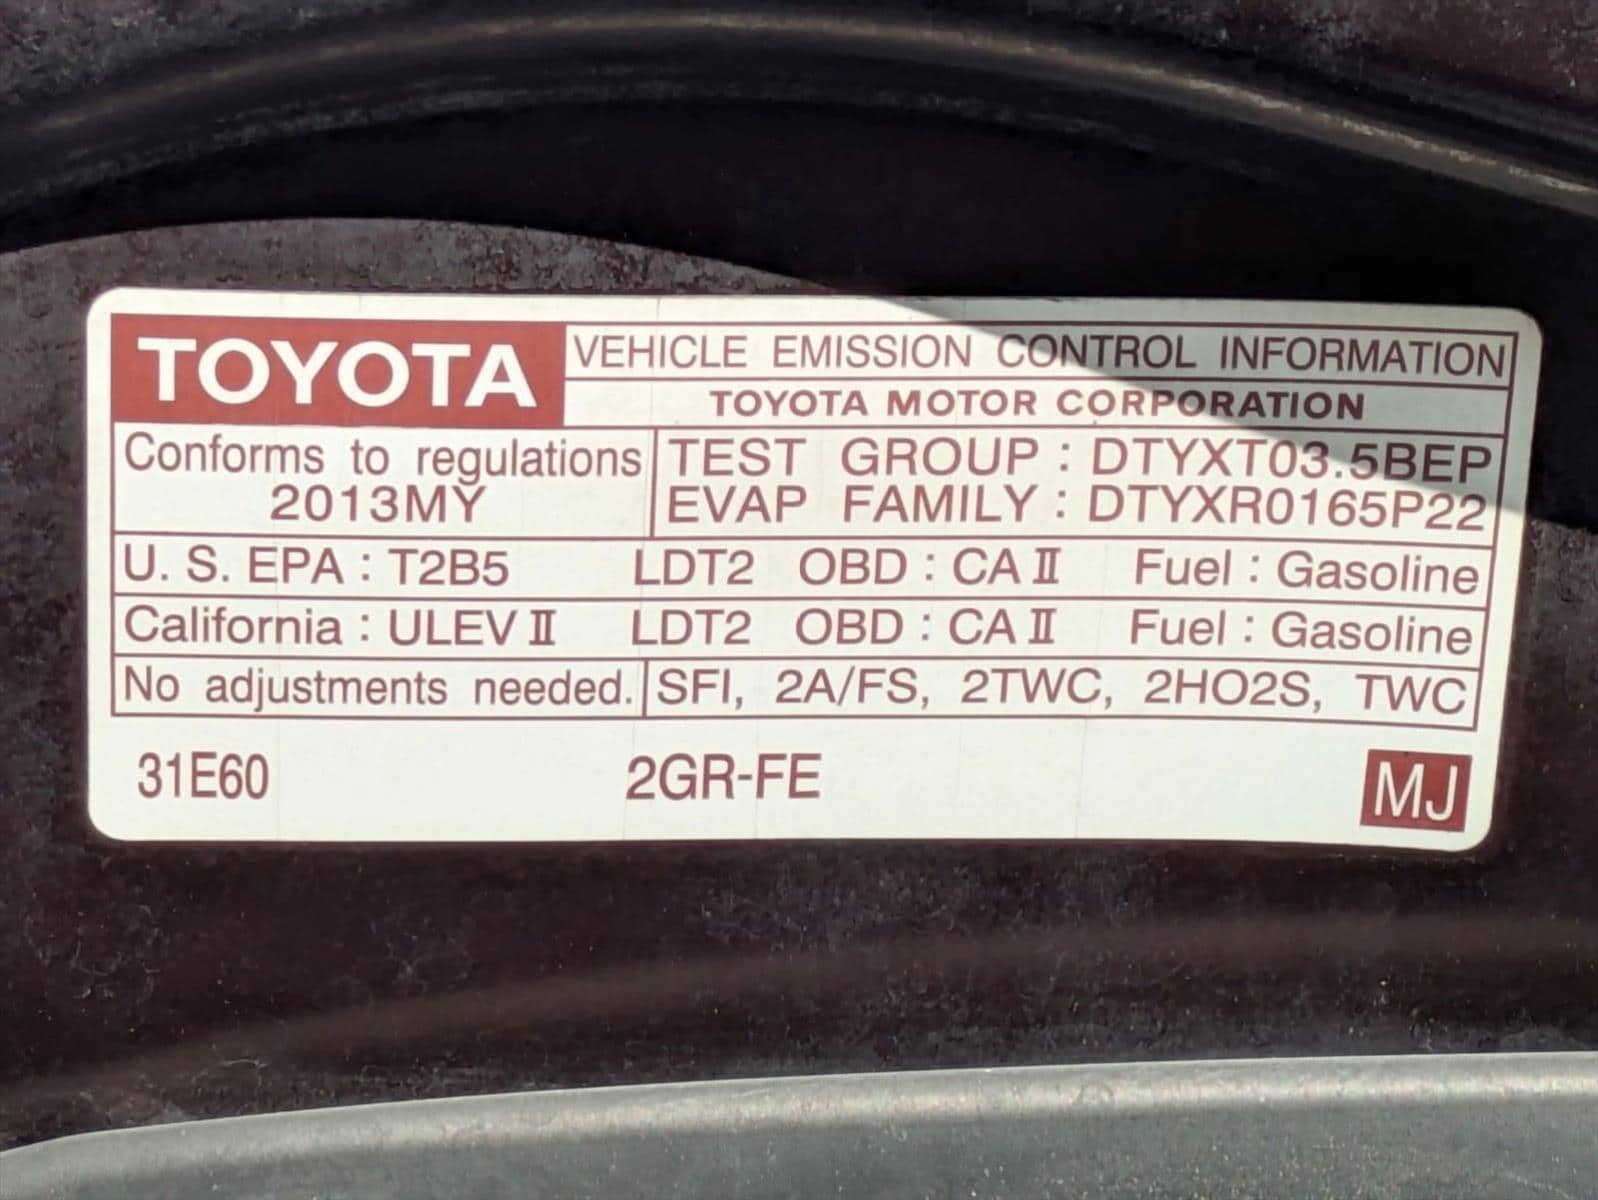 TOYOTA VEHICLE EMISSION CONTROL INFORMATION
TOYOTA MOTOR CORPORATION
Conforms to regulations TEST GROUP : DTYXT03.5BEP
2013MY EVAP FAMILY : DTYXR0165P22
U. S. EPA : T2B5 LDT2 OBD : CA II Fuel : Gasoline
California : ULEV II LDT2 OBD : CA II Fuel : Gasoline
No adjustments needed. SFI, 2A/FS, 2TWC, 2HO2S, TWC
31E60 2GR-FE MJ